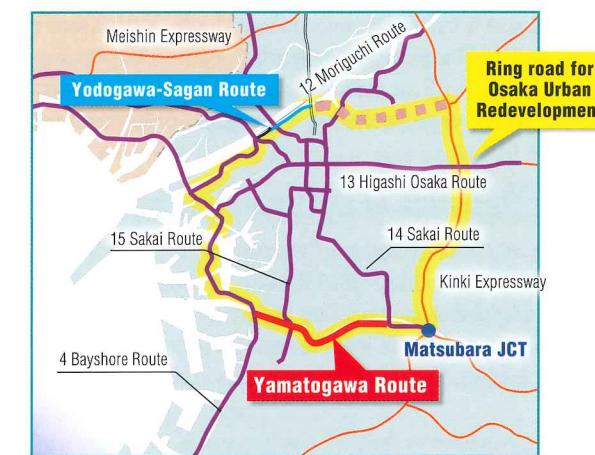 Meishin Expressway
12 Moriguchi Route
Yodogawa-Sagan Route
Ring road for
Osaka Urban
Redevelopment
13 Higashi Osaka Route
15 Sakai Route
14 Sakai Route
Kinki Expressway
Matsubara JCT
4 Bayshore Route
Yamatogawa Route